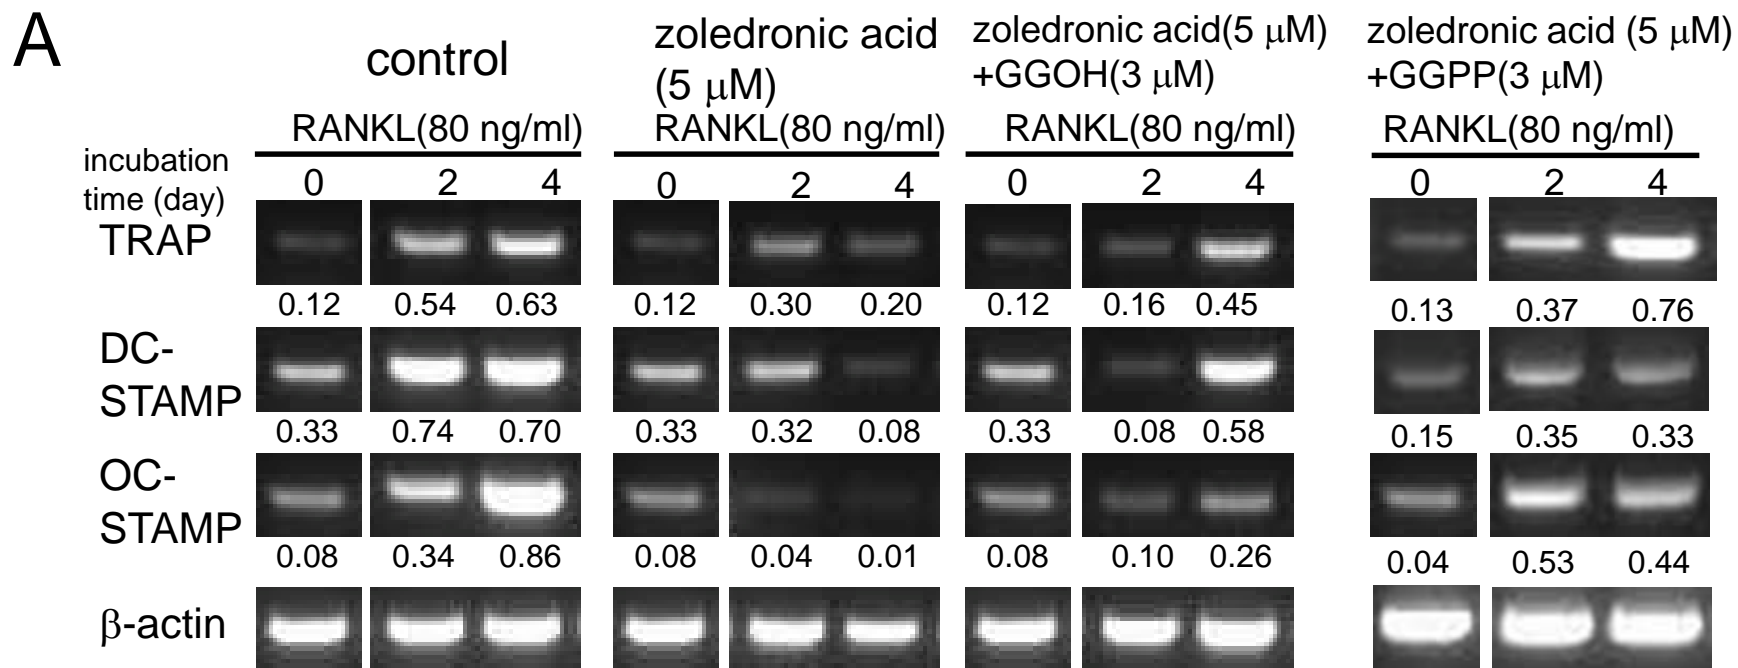 A
control
zoledronic acid
(5 μM)
zoledronic acid(5 μM)
+GGOH(3 μM)
zoledronic acid (5 μM)
+GGPP(3 μM)
RANKL(80 ng/ml) RANKL(80 ng/ml) RANKL(80 ng/ml) RANKL(80 ng/ml)
incubation
time (day)
0 2 4 0 2 4 0 2 4 0 2 4
TRAP
0.12 0.54 0.63 0.12 0.30 0.20 0.12 0.16 0.45 0.13 0.37 0.76
DC-
STAMP
0.33 0.74 0.70 0.33 0.32 0.08 0.33 0.08 0.58 0.15 0.35 0.33
OC-
STAMP
0.08 0.34 0.86 0.08 0.04 0.01 0.08 0.10 0.26 0.04 0.53 0.44
β-actin